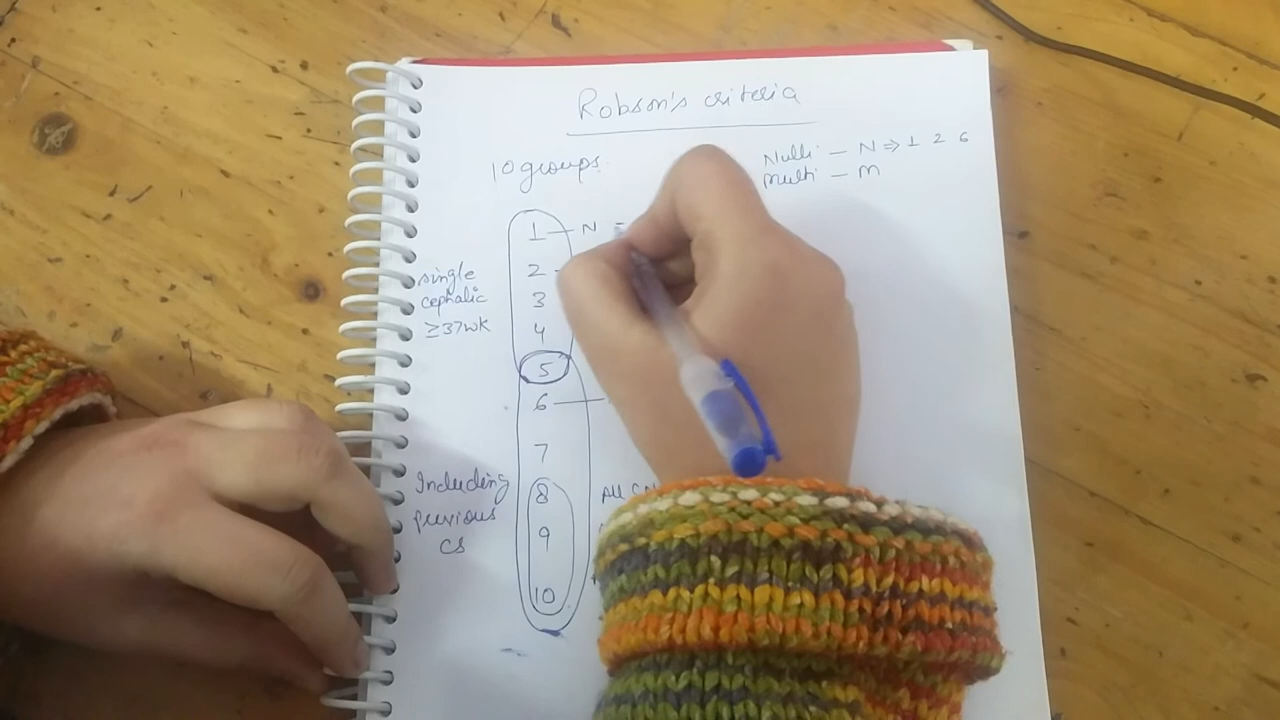 Robson's criteria
10 groups.
Nulli - N ⇒ 1 2 6
Multi - M
1 - N =
2 -
3
4
5
6 —
7
8 All
9
10
single
cephalic
≥37wk
Including
previous
CS